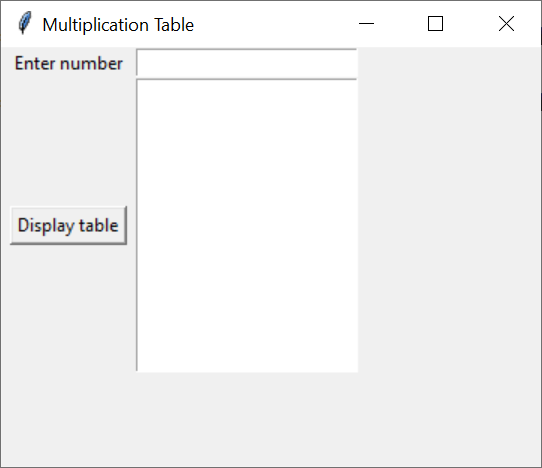 Multiplication Table
Enter number
Display table